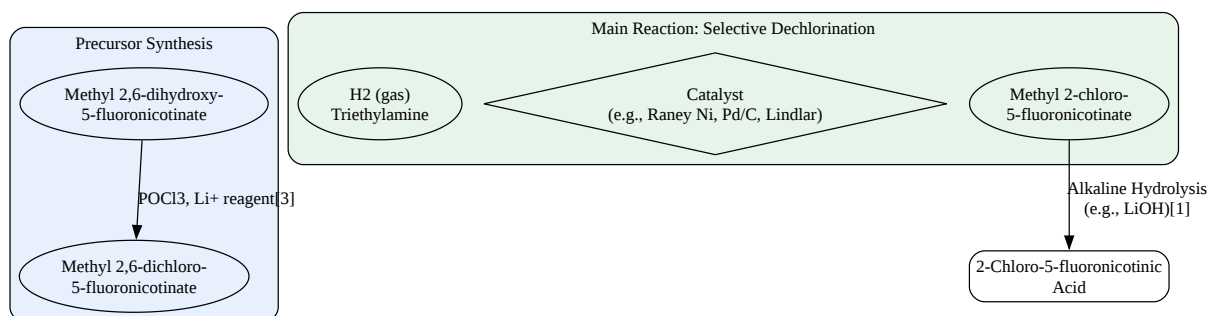 Precursor Synthesis
Methyl 2,6-dihydroxy-
5-fluoronicotinate
POCl3, Li+ reagent[3]
Methyl 2,6-dichloro-
5-fluoronicotinate
Main Reaction: Selective Dechlorination
H2 (gas)
Triethylamine
Catalyst
(e.g., Raney Ni, Pd/C, Lindlar)
Methyl 2-chloro-
5-fluoronicotinate
Alkaline Hydrolysis
(e.g., LiOH)[1]
2-Chloro-5-fluoronicotinic
Acid